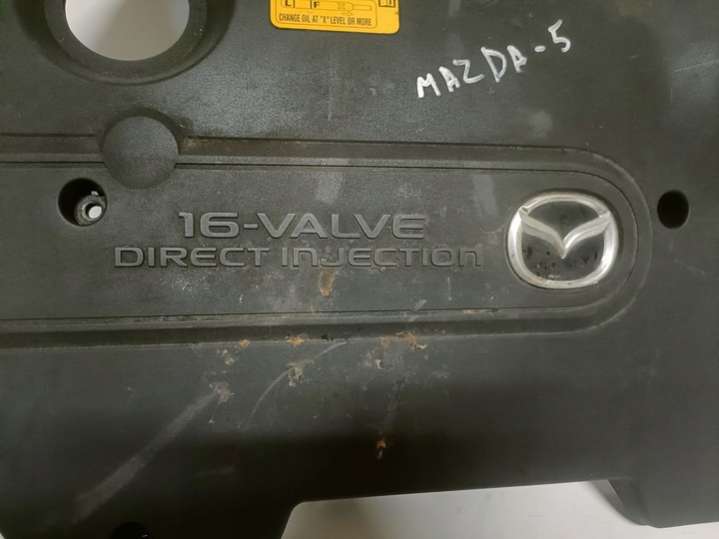 L F
CHANGE OIL AT "X" LEVEL OR MORE
MAZDA-5
16-VALVE
DIRECT INJECTION